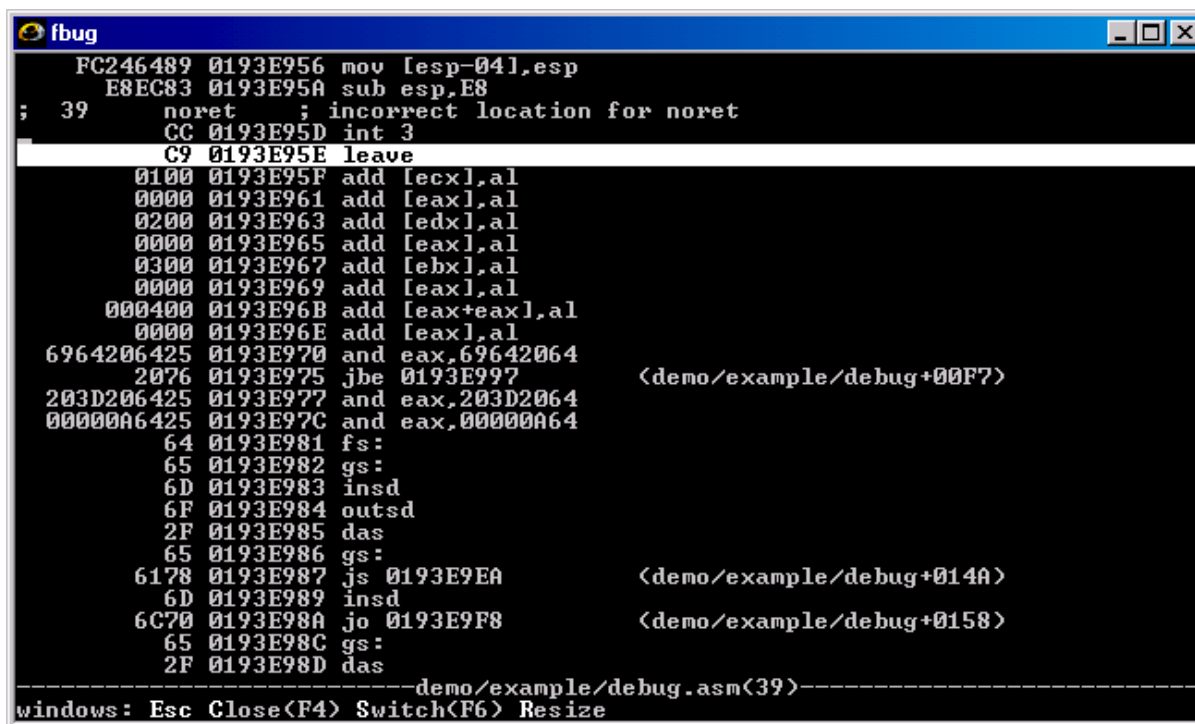 fbug
FC246489 0193E956 mov [esp-04],esp
E8EC83 0193E95A sub esp,E8
; 39 noret ; incorrect location for noret
CC 0193E95D int 3
C9 0193E95E leave
0100 0193E95F add [ecx],al
0000 0193E961 add [eax],al
0200 0193E963 add [edx],al
0000 0193E965 add [eax],al
0300 0193E967 add [ebx],al
0000 0193E969 add [eax],al
000400 0193E96B add [eax+eax],al
0000 0193E96E add [eax],al
6964206425 0193E970 and eax,69642064
2076 0193E975 jbe 0193E997 (demo/example/debug+00F7)
203D206425 0193E977 and eax,203D2064
00000A6425 0193E97C and eax,00000A64
64 0193E981 fs:
65 0193E982 gs:
6D 0193E983 insd
6F 0193E984 outsd
2F 0193E985 das
65 0193E986 gs:
6178 0193E987 js 0193E9EA (demo/example/debug+014A)
6D 0193E989 insd
6C70 0193E98A jo 0193E9F8 (demo/example/debug+0158)
65 0193E98C gs:
2F 0193E98D das
--------------------------demo/example/debug.asm(39)--------------------------
windows: Esc Close(F4) Switch(F6) Resize